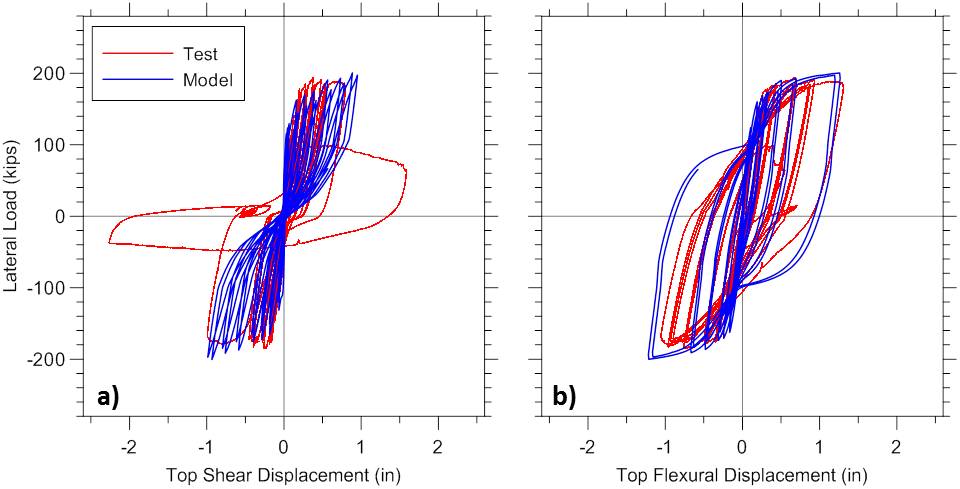 Test
Model
Lateral Load (kips)
200
100
0
-100
-200
a)
b)
-2
-1
0
1
2
-2
-1
0
1
2
Top Shear Displacement (in)
Top Flexural Displacement (in)